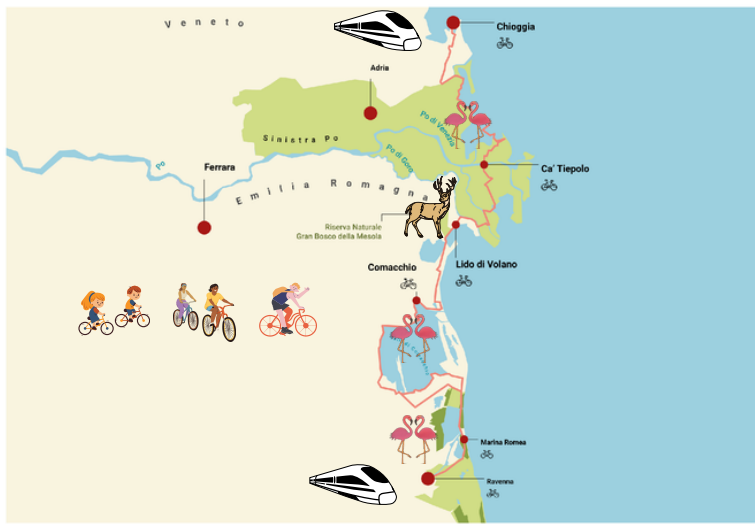 Veneto
Chioggia
Adria
Po di Venezia
Sinistra Po
Po di Goro
Po
Ferrara
Ca' Tiepolo
Emilia Romagna
Riserva Naturale
Gran Bosco della Mesola
Lido di Volano
Comacchio
Marina Romea
Ravenna